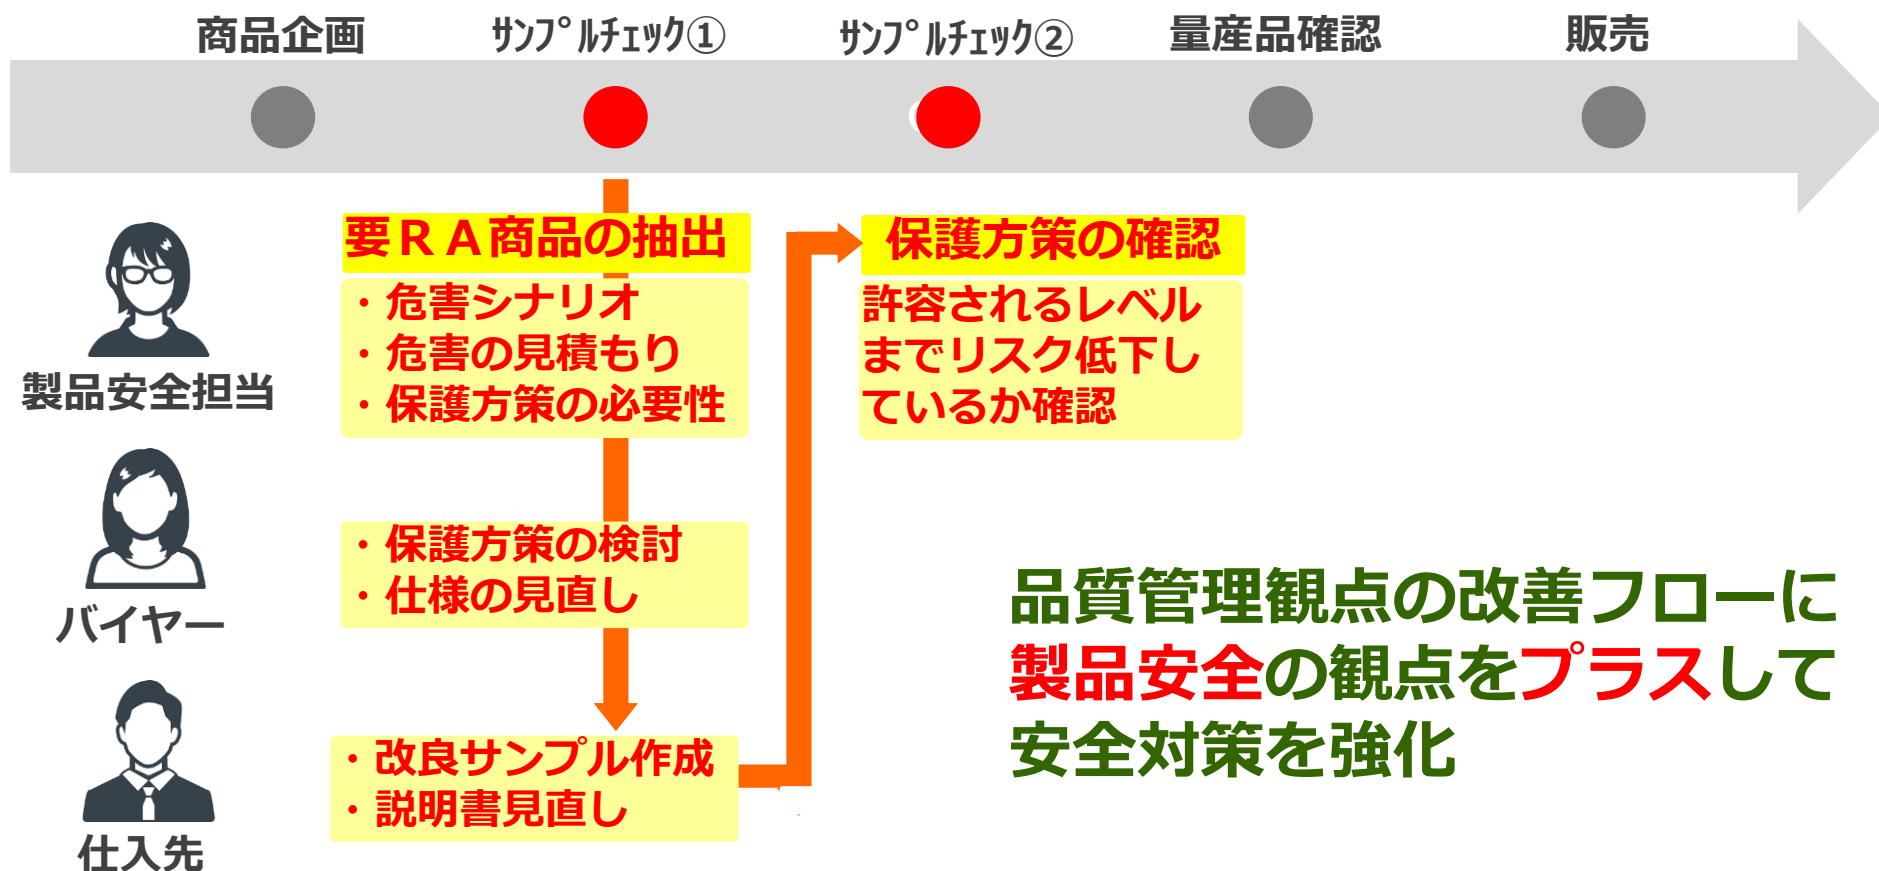 商品企画
ｻﾝﾌﾟﾙﾁｪｯｸ①
ｻﾝﾌﾟﾙﾁｪｯｸ②
量産品確認
販売
製品安全担当
要ＲＡ商品の抽出
・危害シナリオ
・危害の見積もり
・保護方策の必要性
保護方策の確認
許容されるレベル
までリスク低下し
ているか確認
バイヤー
・保護方策の検討
・仕様の見直し
仕入先
・改良サンプル作成
・説明書見直し
品質管理観点の改善フローに
製品安全の観点をプラスして
安全対策を強化